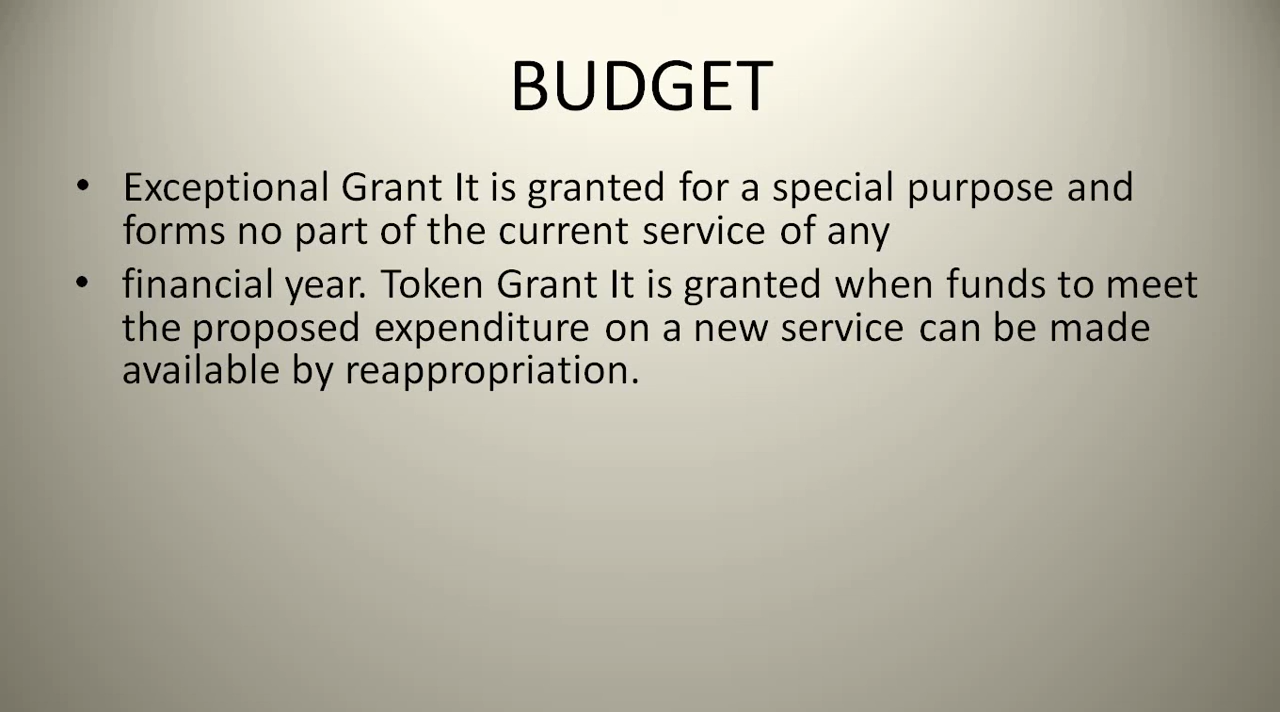 BUDGET
• Exceptional Grant It is granted for a special purpose and
forms no part of the current service of any
• financial year. Token Grant It is granted when funds to meet
the proposed expenditure on a new service can be made
available by reappropriation.